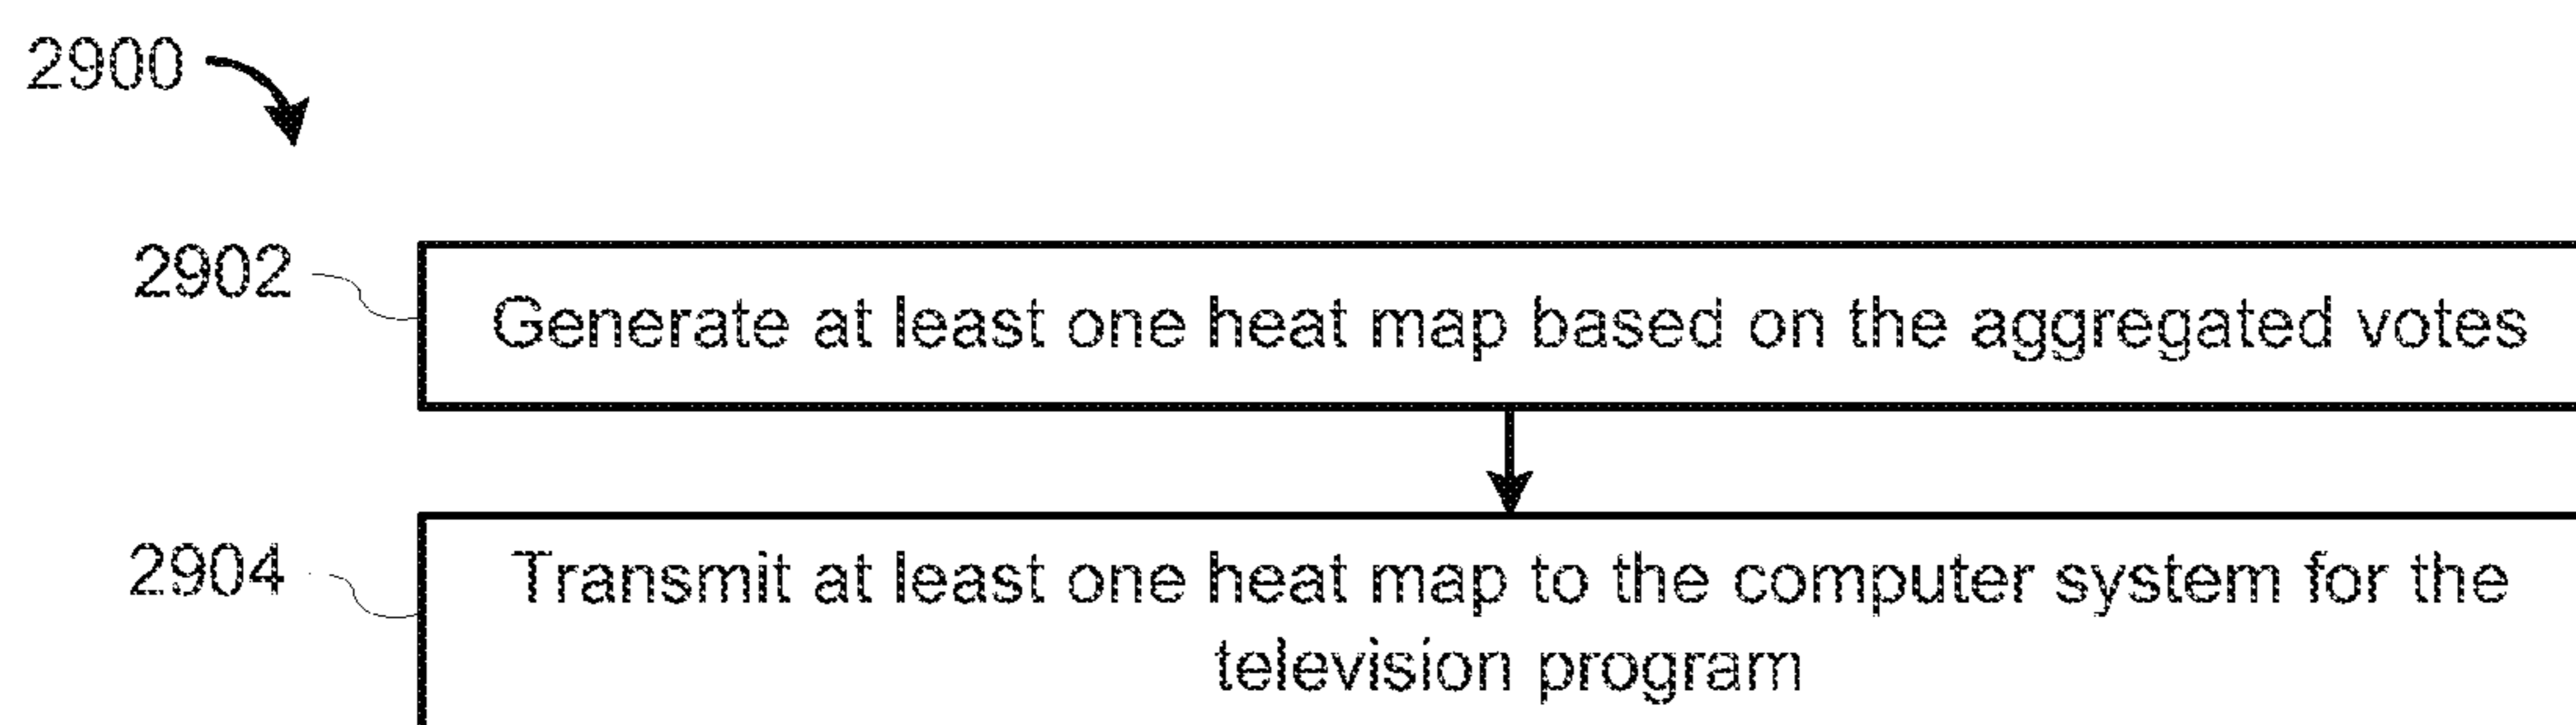 2900
2902
Generate at least one heat map based on the aggregated votes
2904
Transmit at least one heat map to the computer system for the
television program